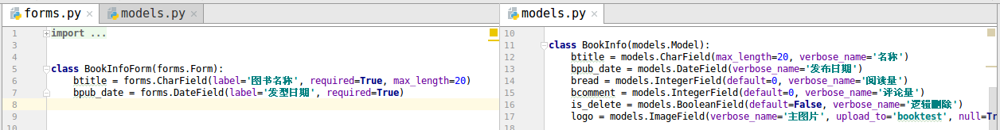 forms.py
models.py
1 import ...
3
4
5 class BookInfoForm(forms.Form):
6 btitle = forms.CharField(label='图书名称', required=True, max_length=20)
7 bpub_date = forms.DateField(label='发型日期', required=True)
8
9
10
models.py
10
11 class BookInfo(models.Model):
12 btitle = models.CharField(max_length=20, verbose_name='名称')
13 bpub_date = models.DateField(verbose_name='发布日期')
14 bread = models.IntegerField(default=0, verbose_name='阅读量')
15 bcomment = models.IntegerField(default=0, verbose_name='评论量')
16 is_delete = models.BooleanField(default=False, verbose_name='逻辑删除')
17 logo = models.ImageField(verbose_name='主图片', upload_to='booktest', null=Tr
18